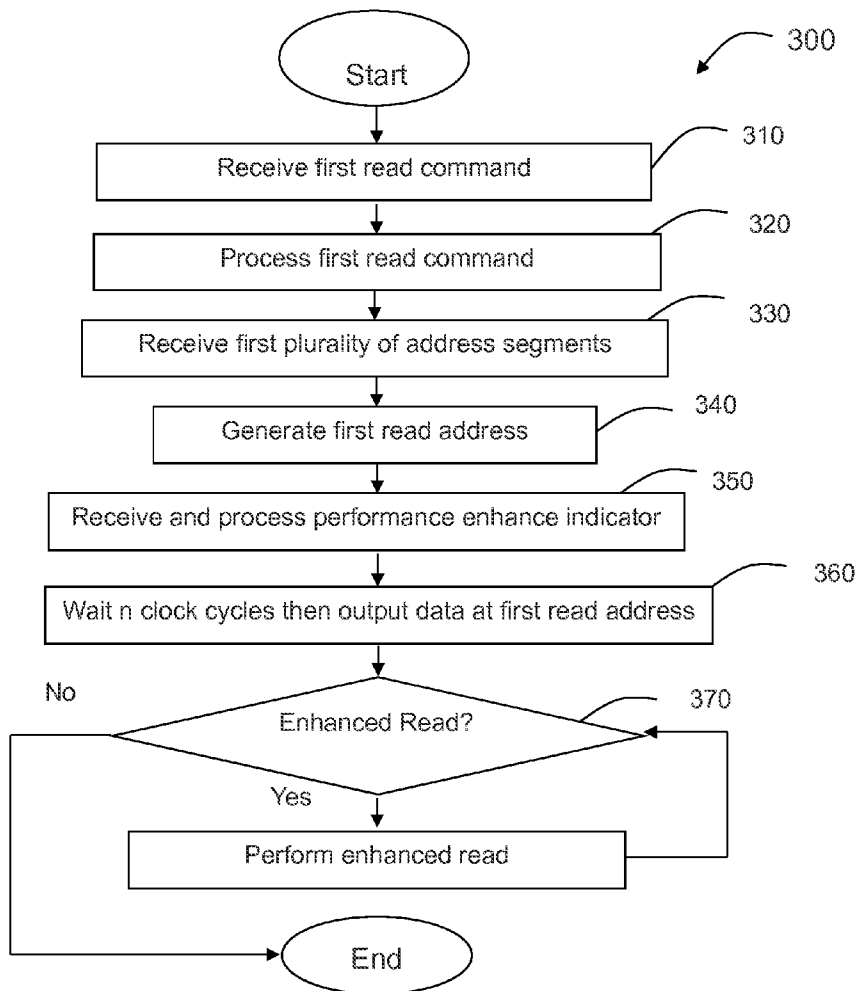 300
Start
310
Receive first read command
320
Process first read command
330
Receive first plurality of address segments
340
Generate first read address
350
Receive and process performance enhance indicator
360
Wait n clock cycles then output data at first read address
No
370
Enhanced Read?
Yes
Perform enhanced read
End